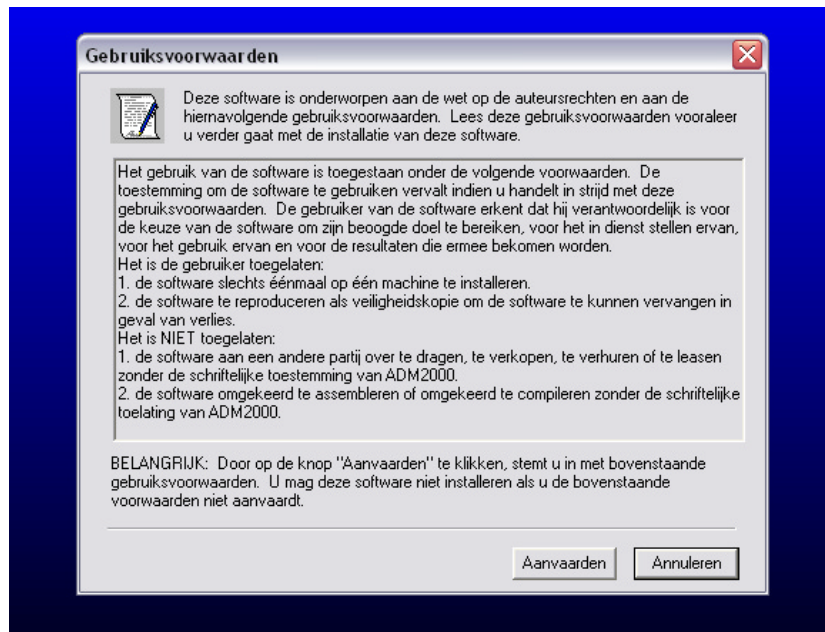 Gebruiksvoorwaarden
Deze software is onderworpen aan de wet op de auteursrechten en aan de
hiernavolgende gebruiksvoorwaarden.  Lees deze gebruiksvoorwaarden vooraleer
u verder gaat met de installatie van deze software.
Het gebruik van de software is toegestaan onder de volgende voorwaarden.  De
toestemming om de software te gebruiken vervalt indien u handelt in strijd met deze
gebruiksvoorwaarden.  De gebruiker van de software erkent dat hij verantwoordelijk is voor
de keuze van de software om zijn beoogde doel te bereiken, voor het in dienst stellen ervan,
voor het gebruik ervan en voor de resultaten die ermee bekomen worden.
Het is de gebruiker toegelaten:
1. de software slechts éénmaal op één machine te installeren.
2. de software te reproduceren als veiligheidskopie om de software te kunnen vervangen in
geval van verlies.
Het is NIET toegelaten:
1. de software aan een andere partij over te dragen, te verkopen, te verhuren of te leasen
zonder de schriftelijke toestemming van ADM2000.
2. de software omgekeerd te assembleren of omgekeerd te compileren zonder de schriftelijke
toelating van ADM2000.
BELANGRIJK:  Door op de knop "Aanvaarden" te klikken, stemt u in met bovenstaande
gebruiksvoorwaarden.  U mag deze software niet installeren als u de bovenstaande
voorwaarden niet aanvaardt.
Aanvaarden
Annuleren